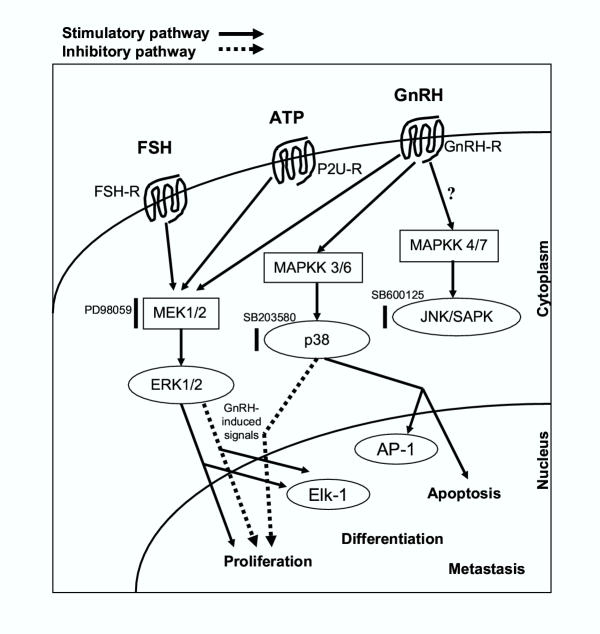 Stimulatory pathway
Inhibitory pathway
GnRH
ATP
FSH
GnRH-R
P2U-R
FSH-R
?
MAPKK 4/7
MAPKK 3/6
Cytoplasm
SB600125
PD98059
MEK1/2
SB203580
JNK/SAPK
p38
ERK1/2
GnRH-
induced
signals
AP-1
Nucleus
Elk-1
Apoptosis
Differentiation
Proliferation
Metastasis